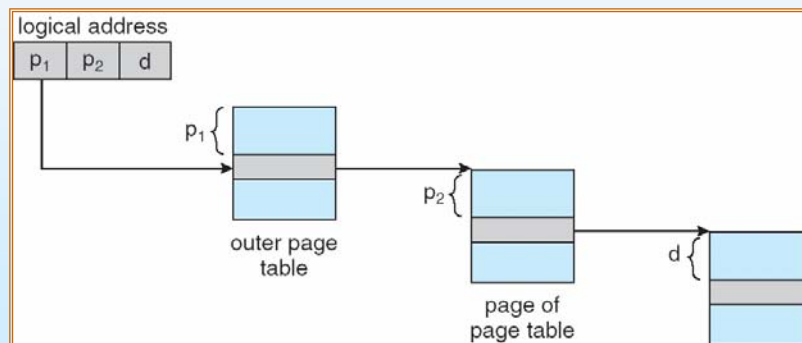 logical address
p1 p2 d
p1
outer page
table
p2
page of
page table
d